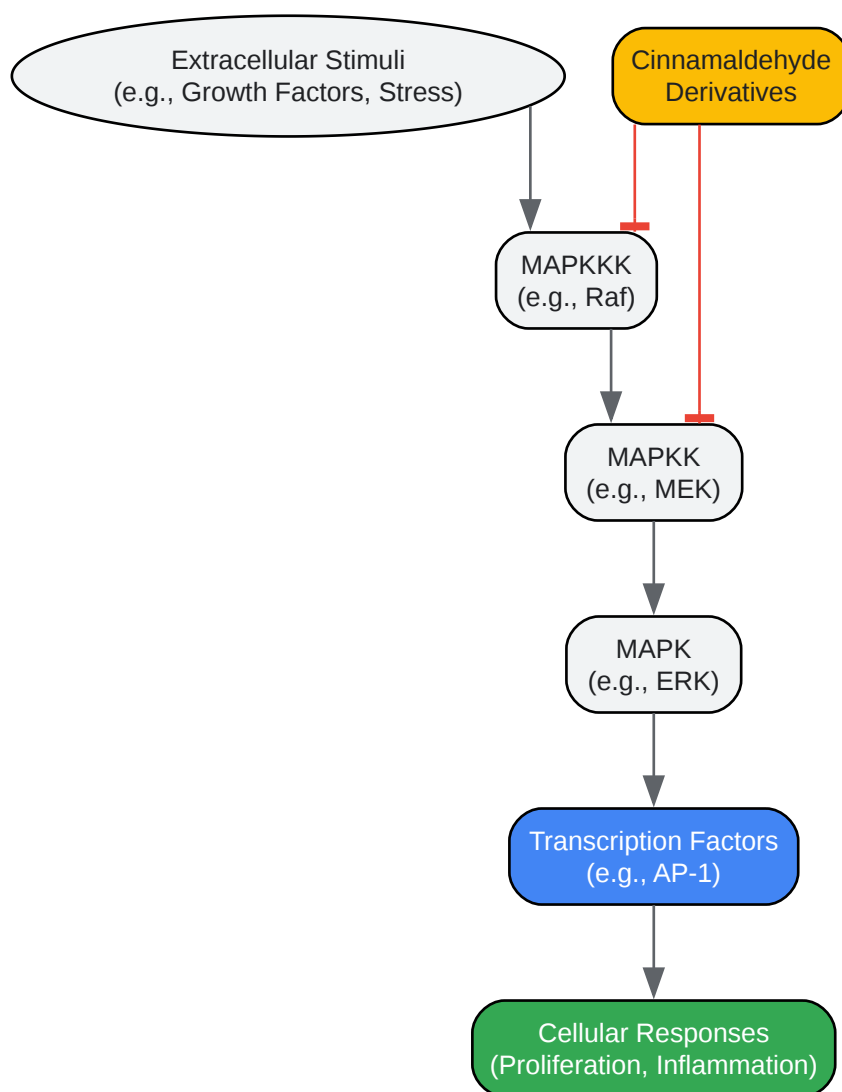 Extracellular Stimuli
(e.g., Growth Factors, Stress)
Cinnamaldehyde
Derivatives
MAPKKK
(e.g., Raf)
MAPKK
(e.g., MEK)
MAPK
(e.g., ERK)
Transcription Factors
(e.g., AP-1)
Cellular Responses
(Proliferation, Inflammation)